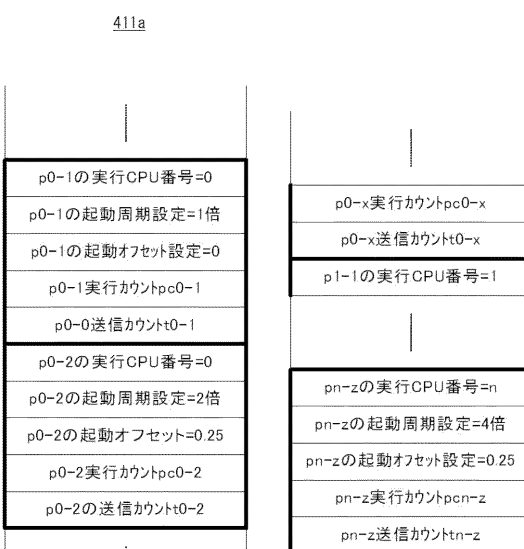 411a
p0-1の実行CPU番号=0
p0-1の起動周期設定=1倍
p0-1の起動オフセット設定=0
p0-1実行カウントpc0-1
p0-0送信カウントt0-1
p0-2の実行CPU番号=0
p0-2の起動周期設定=2倍
p0-2の起動オフセット=0.25
p0-2実行カウントpc0-2
p0-2の送信カウントt0-2
p0-x実行カウントpc0-x
p0-x送信カウントt0-x
p1-1の実行CPU番号=1
pn-zの実行CPU番号=n
pn-zの起動周期設定=4倍
pn-zの起動オフセット設定=0.25
pn-z実行カウントpcn-z
pn-z送信カウントtn-z